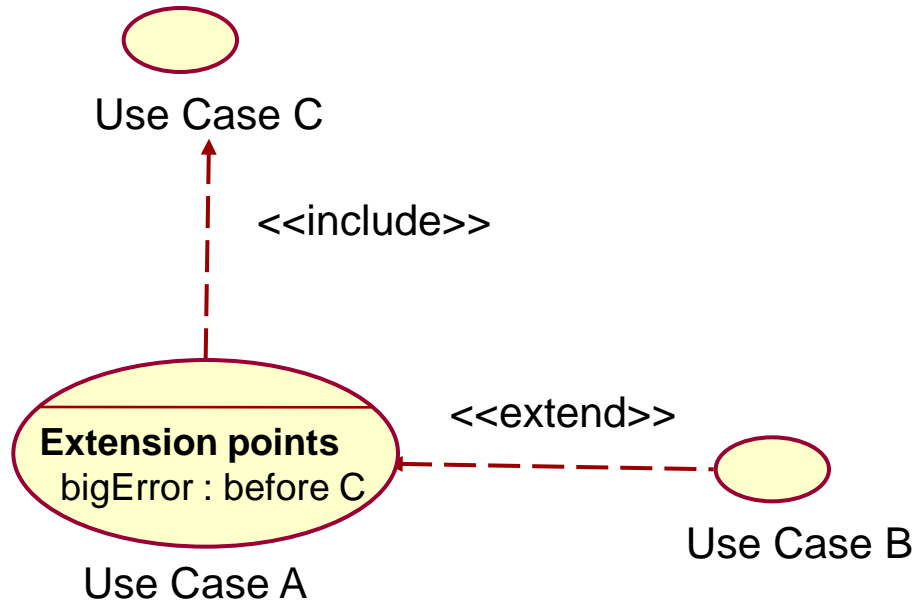 Use Case C
<<include>>
<<extend>>
Extension points
bigError : before C
Use Case B
Use Case A